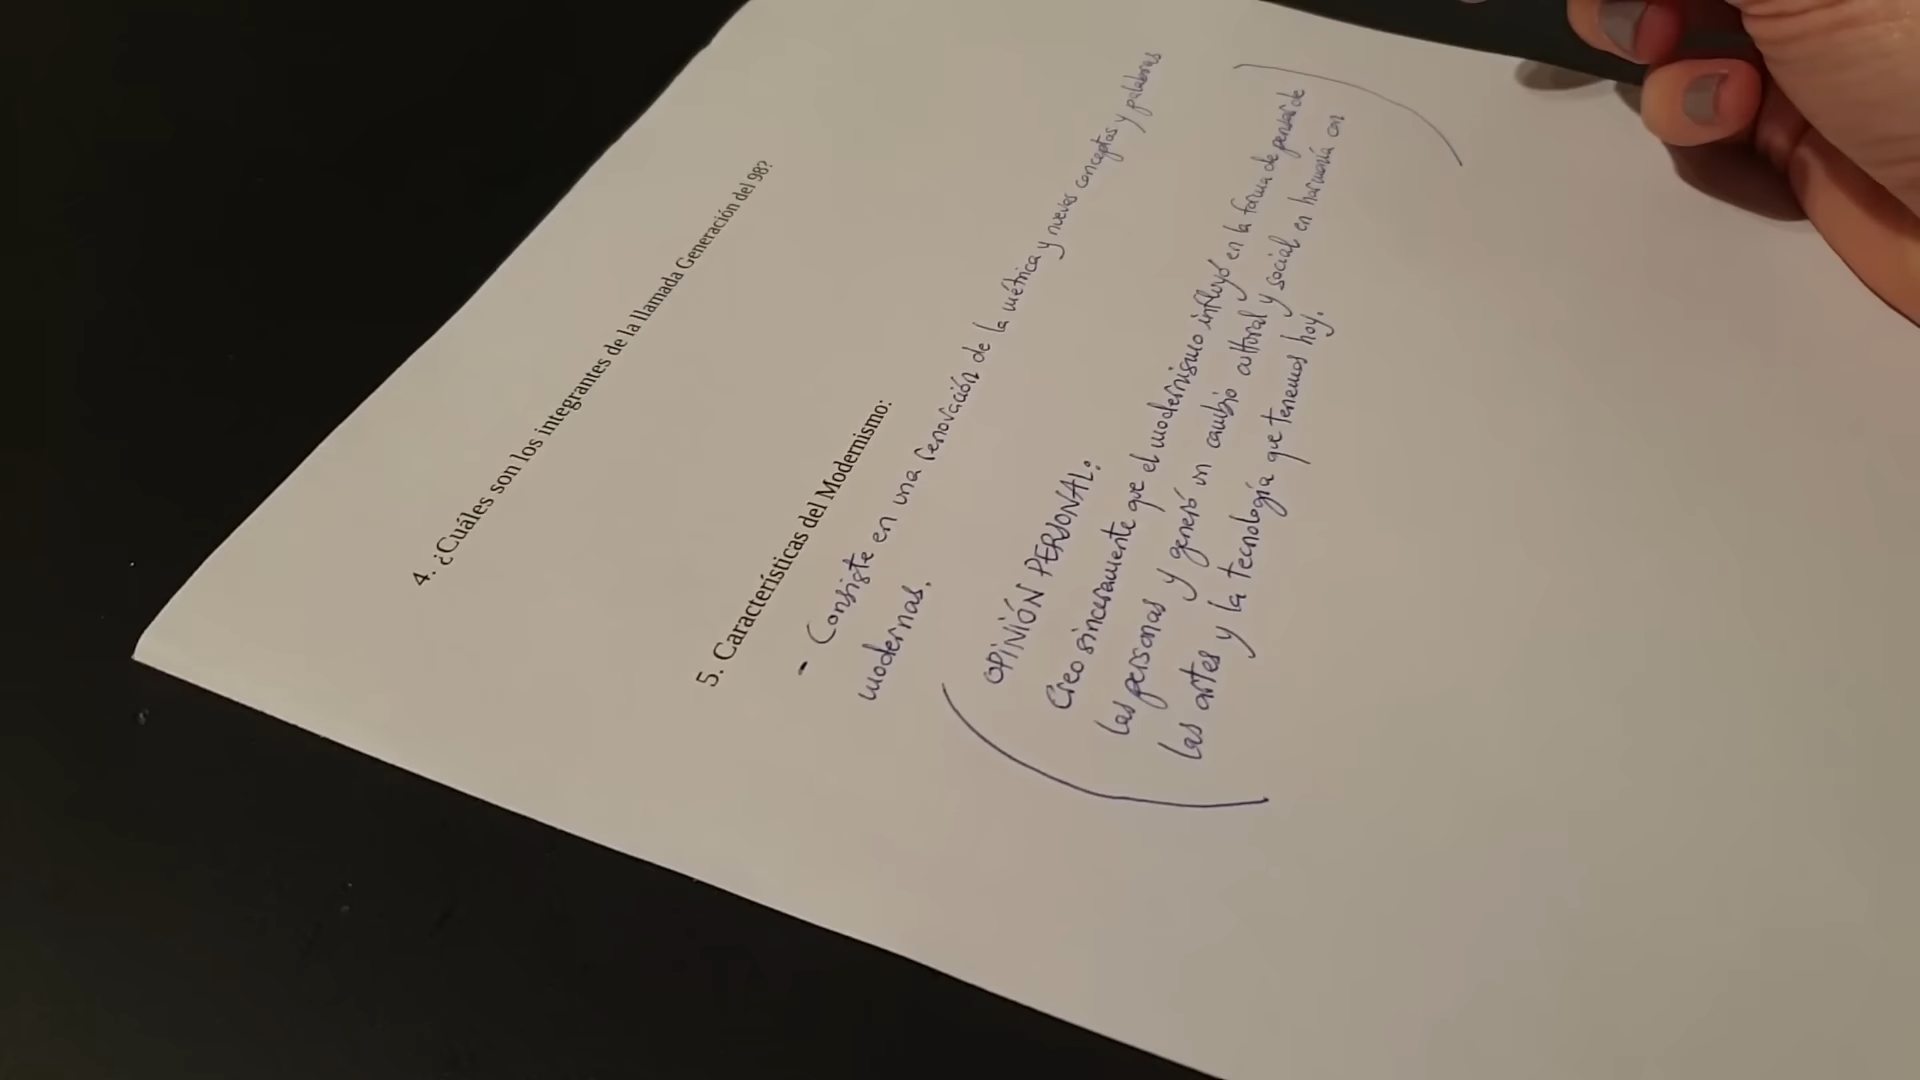 4. ¿Cuáles son los integrantes de la llamada Generación del 98?
5. Características del Modernismo:
- Consiste en una renovación de la métrica y nuevos conceptos y palabras
modernas.
OPINIÓN PERSONAL:
Creo sinceramente que el modernismo influyó en la forma de pensar de
las personas y generó un cambio cultural y social en harmonía con
las artes y la tecnología que tenemos hoy.